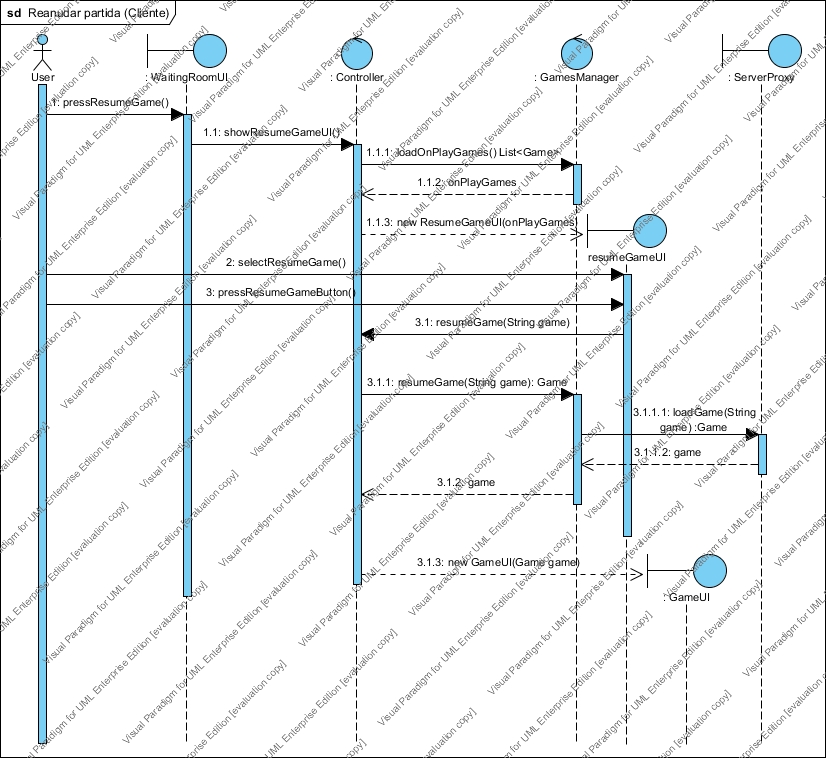 sd Reanudar partida (Cliente)
User
: WaitingRoomUI
: Controller
: GamesManager
: ServerProxy
1: pressResumeGame()
1.1: showResumeGameUI()
1.1.1: loadOnPlayGames() List<Game>
1.1.2: onPlayGames
1.1.3: new ResumeGameUI(onPlayGames)
resumeGameUI
2: selectResumeGame()
3: pressResumeGameButton()
3.1: resumeGame(String game)
3.1.1: resumeGame(String game): Game
3.1.1.1: loadGame(String
game) :Game
3.1.1.2: game
3.1.2: game
3.1.3: new GameUI(Game game)
: GameUI
Visual Paradigm for UML Enterprise Edition [evaluation copy]